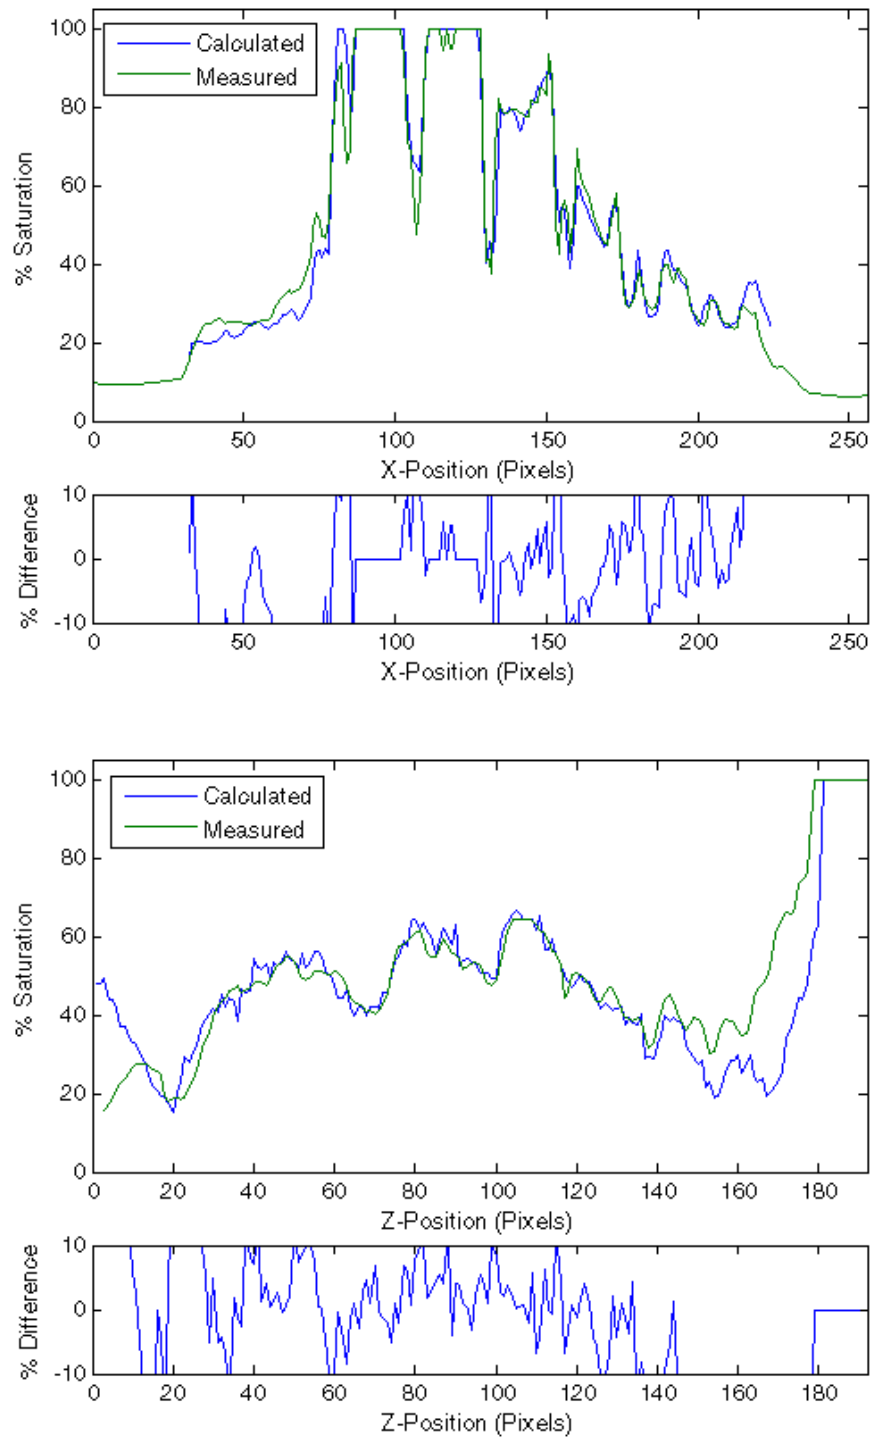 100
80
60
40
20
0
% Saturation
Calculated
Measured
0 50 100 150 200 250
X-Position (Pixels)
10
0
-10
% Difference
0 50 100 150 200 250
X-Position (Pixels)
100
80
60
40
20
0
% Saturation
Calculated
Measured
0 20 40 60 80 100 120 140 160 180
Z-Position (Pixels)
10
0
-10
% Difference
0 20 40 60 80 100 120 140 160 180
Z-Position (Pixels)